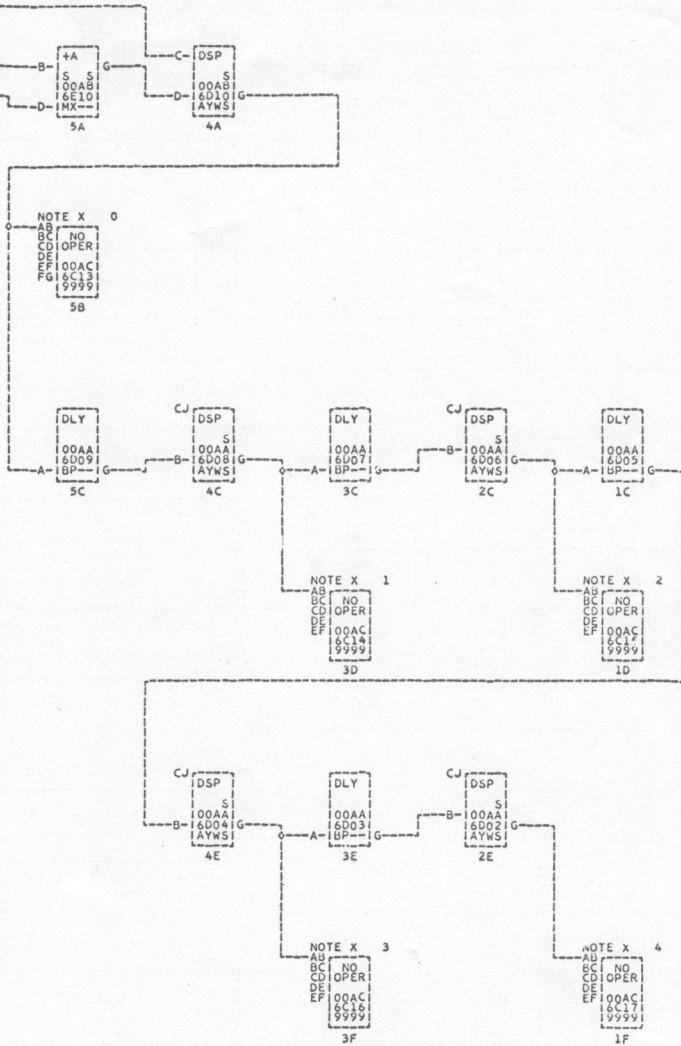 +A
B G
S S
00AB
6E10
D MX--
5A
C DSP
S
00AB
D 6D10 G
AYWS
4A
NOTE X 0
AB
BC NO
CD OPER
DE
EF 00AC
FG 6C13
9999
5B
DLY
00AA
6D09
A BP-- G
5C
CJ DSP
S
B 00AA
6D08 G
AYWS
4C
DLY
00AA
6D07
A BP-- G
3C
CJ DSP
B S
00AA
6D06 G
AYWS
2C
DLY
00AA
6D05
A BP-- G
1C
NOTE X 1
AB
BC NO
CD OPER
DE
EF 00AC
6C14
9999
3D
NOTE X 2
AB
BC NO
CD OPER
DE
EF 00AC
9999
1D
CJ DSP
S
00AA
B 6D04 G
AYWS
4E
DLY
00AA
6D03
A BP-- G
3E
CJ DSP
S
B 00AA
6D02 G
AYWS
2E
NOTE X 3
AB
BC NO
CD OPER
DE
EF 00AC
6C16
9999
3F
NOTE X 4
AB
BC NO
CD OPER
DE
EF 00AC
6C17
9999
1F